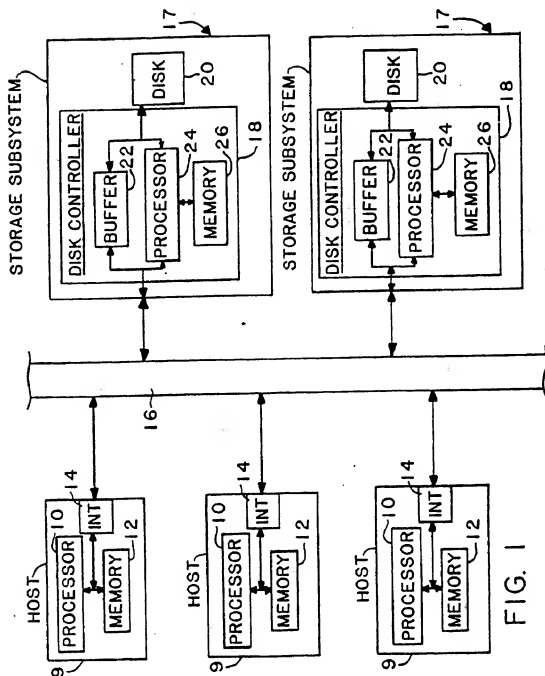 STORAGE SUBSYSTEM
17
DISK CONTROLLER
BUFFER
22
PROCESSOR
24
MEMORY
26
18
DISK
20
STORAGE SUBSYSTEM
17
DISK CONTROLLER
BUFFER
22
PROCESSOR
24
MEMORY
26
18
DISK
20
16
HOST
9
PROCESSOR
10
INT
14
MEMORY
12
HOST
9
PROCESSOR
10
INT
14
MEMORY
12
HOST
9
PROCESSOR
10
INT
14
MEMORY
12
FIG. 1